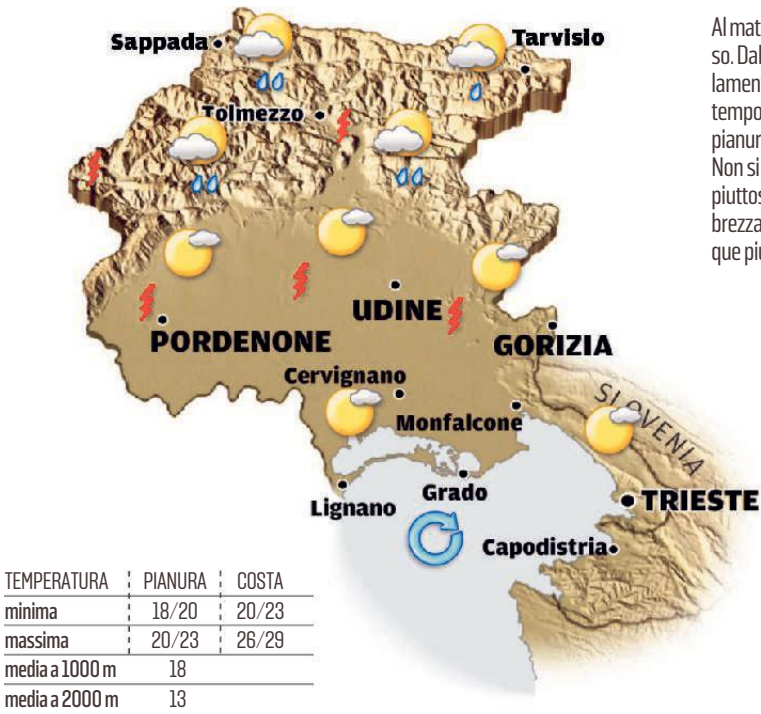 Sappada
Tarvisio
Tolmezzo
UDINE
PORDENONE
GORIZIA
Cervignano
Monfalcone
SLOVENIA
Lignano
Grado
TRIESTE
Capodistria
TEMPERATURA PIANURA COSTA
minima 18/20 20/23
massima 20/23 26/29
media a 1000 m 18
media a 2000 m 13
Al mat
so. Dal
lament
tempo
pianur
Non si
piuttos
brezza
que piu